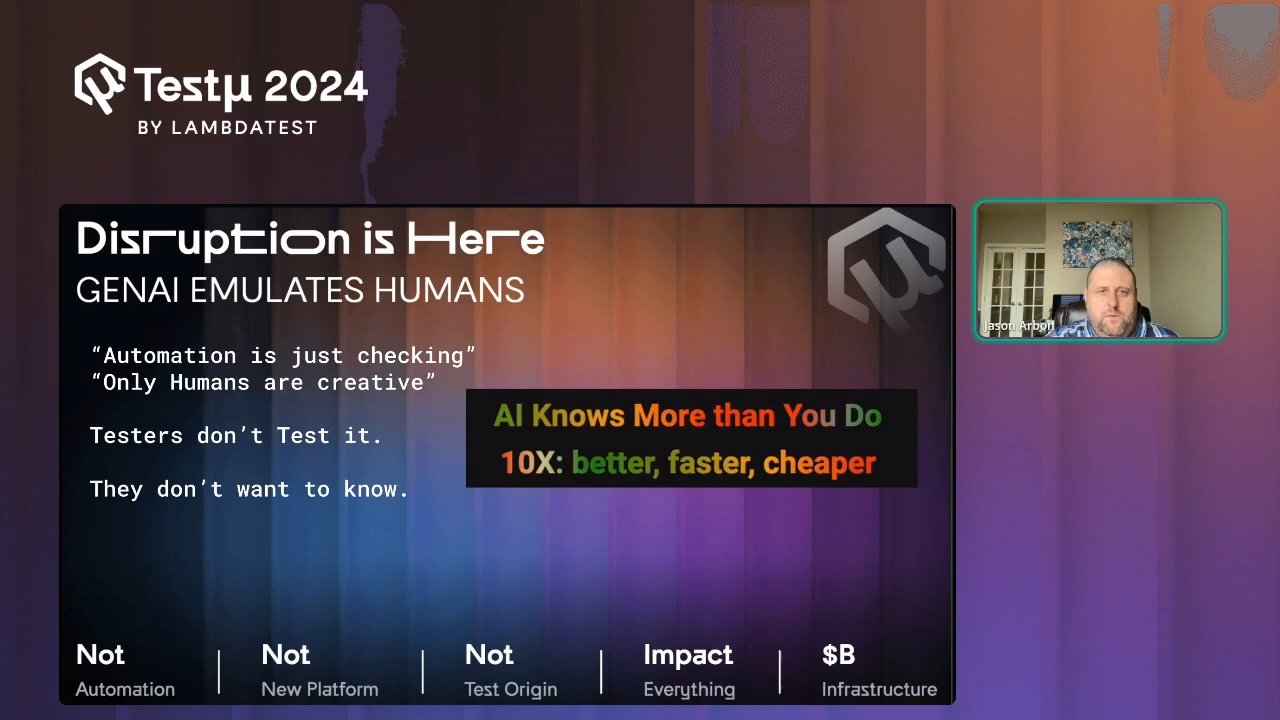 Testμ 2024
BY LAMBDATEST
Disruption is Here
GENAI EMULATES HUMANS
“Automation is just checking”
“Only Humans are creative”
Testers don’t Test it.
They don’t want to know.
AI Knows More than You Do
10X: better, faster, cheaper
Not
Automation
Not
New Platform
Not
Test Origin
Impact
Everything
$B
Infrastructure
Jason Arbon